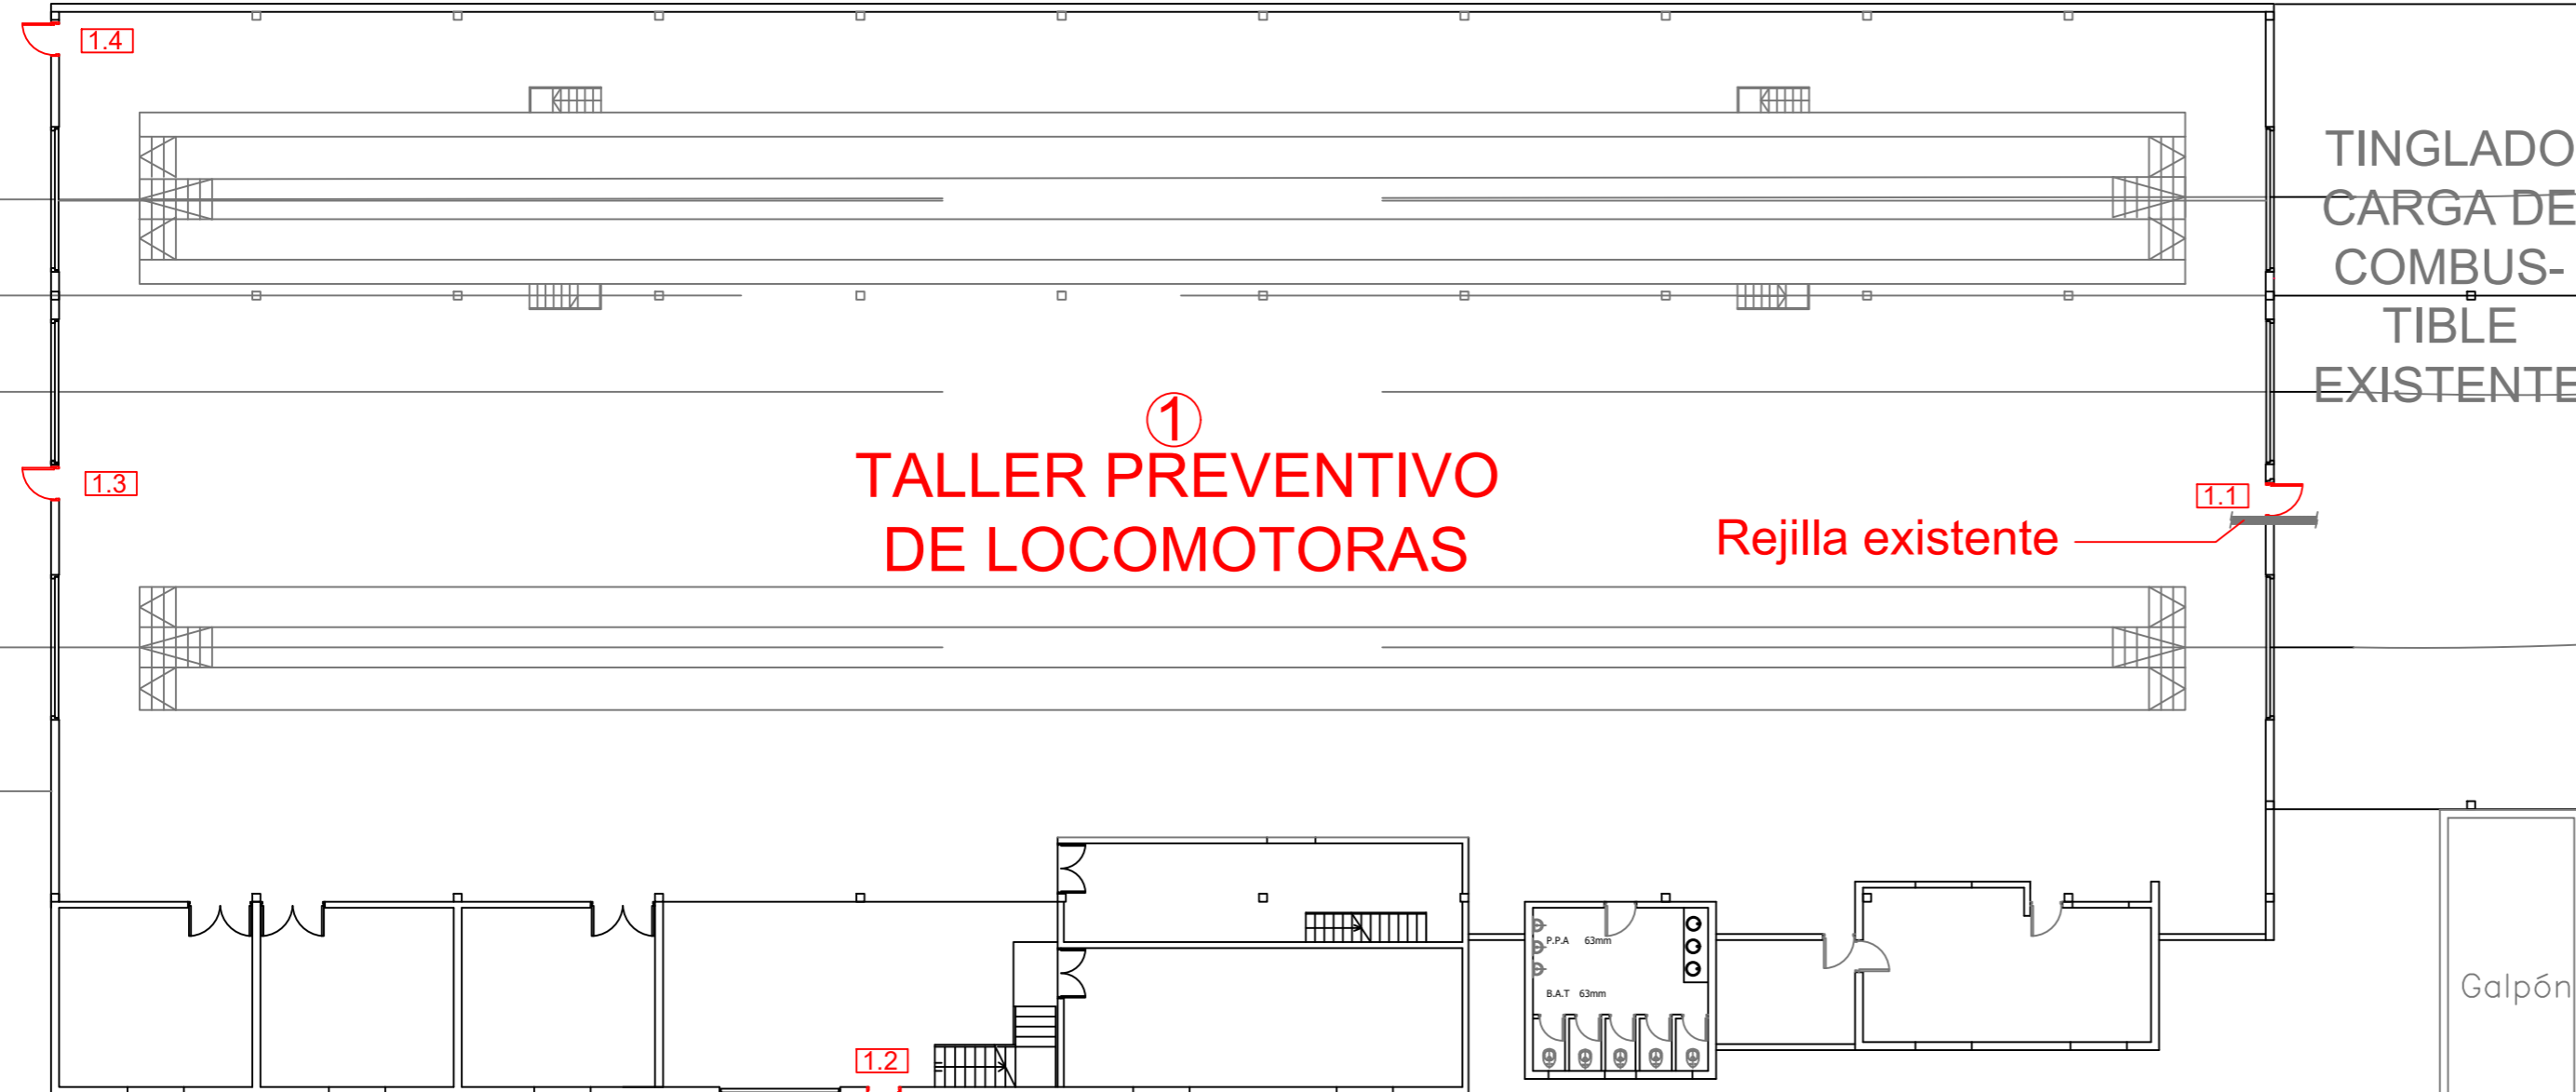 1.4
TINGLADO
CARGA DE
COMBUS-
TIBLE
EXISTENTE
1
TALLER PREVENTIVO
DE LOCOMOTORAS
1.3
1.1
Rejilla existente
P.P.A 63mm
B.A.T 63mm
Galpón
1.2